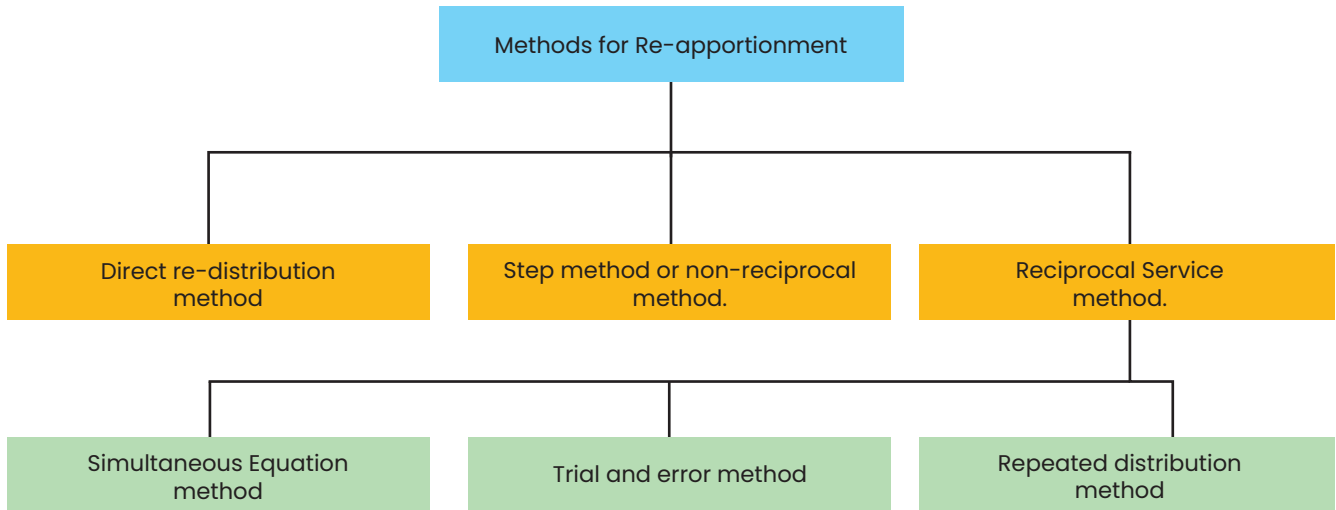 Methods for Re-apportionment
Direct re-distribution
method
Step method or non-reciprocal
method.
Reciprocal Service
method.
Simultaneous Equation
method
Trial and error method
Repeated distribution
method